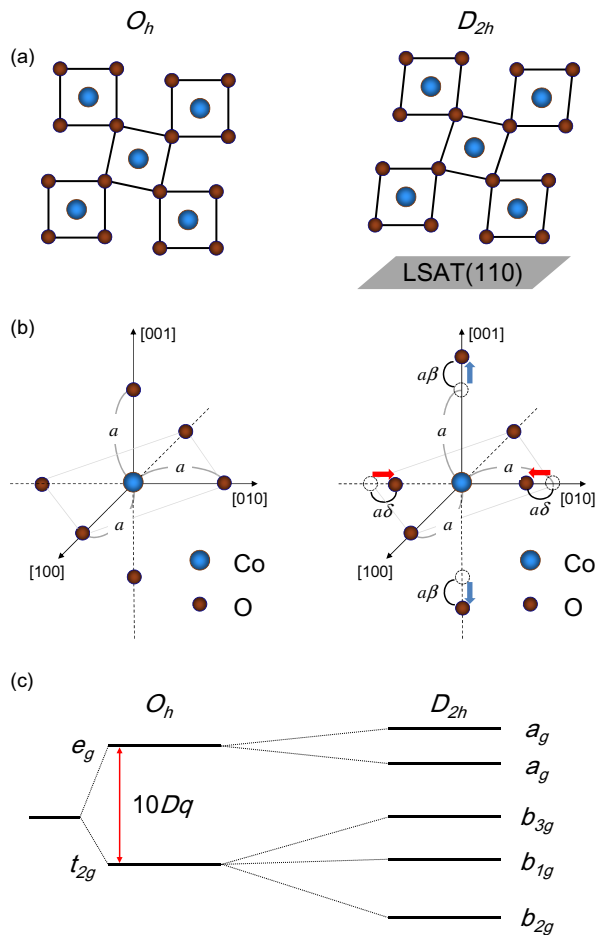 O_h D_2h
(a)
LSAT(110)
(b)
[001] [001]
aβ
a a
a a
[010] [010]
aδ aδ
a a
[100] [100]
aβ
Co Co
O O
(c)
O_h D_2h
e_g a_g
a_g
10Dq
b_3g
t_2g b_1g
b_2g